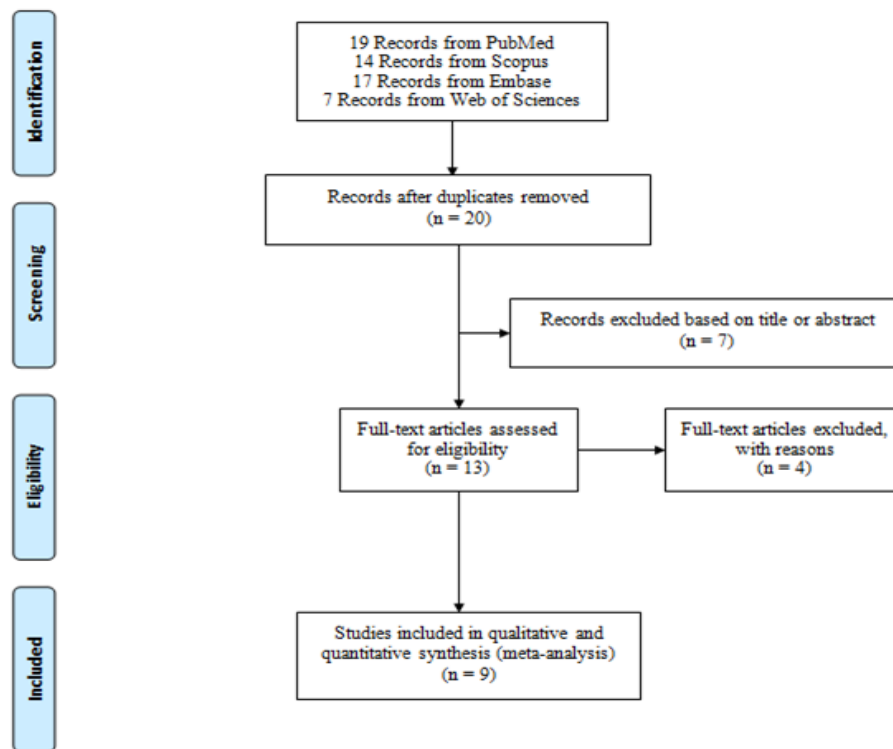 Identification
19 Records from PubMed
14 Records from Scopus
17 Records from Embase
7 Records from Web of Sciences
Records after duplicates removed
(n = 20)
Screening
Records excluded based on title or abstract
(n = 7)
Eligibility
Full-text articles assessed
for eligibility
(n = 13)
Full-text articles excluded,
with reasons
(n = 4)
Included
Studies included in qualitative and
quantitative synthesis (meta-analysis)
(n = 9)